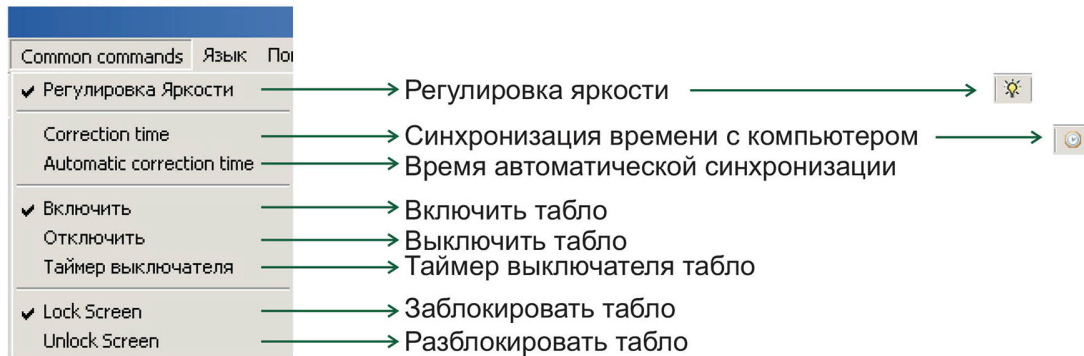 Common commands Язык
Регулировка Яркости Регулировка яркости
Correction time Синхронизация времени с компьютером
Automatic correction time Время автоматической синхронизации
Включить Включить табло
Отключить Выключить табло
Таймер выключателя Таймер выключателя табло
Lock Screen Заблокировать табло
Unlock Screen Разблокировать табло